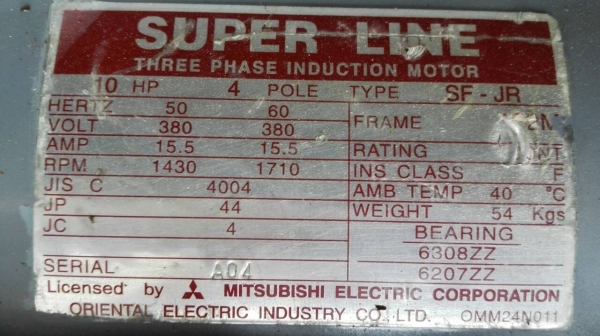 SUPER LINE
THREE PHASE INDUCTION MOTOR
10 HP 4 POLE TYPE SF-JR
HERTZ 50 60
VOLT 380 380
AMP 15.5 15.5
RPM 1430 1710
JIS C 4004
JP 44
JC 4
SERIAL A04
FRAME
RATING
INS CLASS F
AMB TEMP 40 °C
WEIGHT 54 Kgs
BEARING
6308ZZ
6207ZZ
Licensed by MITSUBISHI ELECTRIC CORPORATION
ORIENTAL ELECTRIC INDUSTRY CO., LTD. OMM24N011